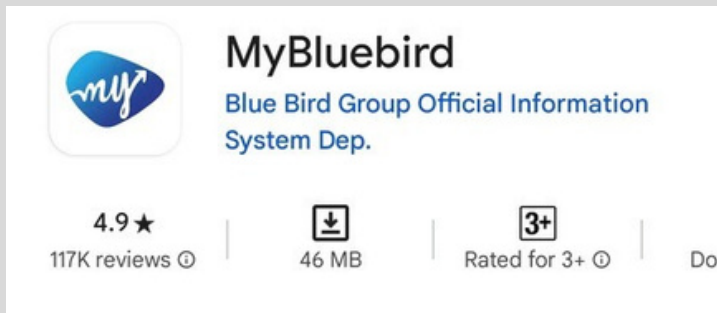 my
MyBluebird
Blue Bird Group Official Information
System Dep.
4.9★
117K reviews
46 MB
3+
Rated for 3+
Do